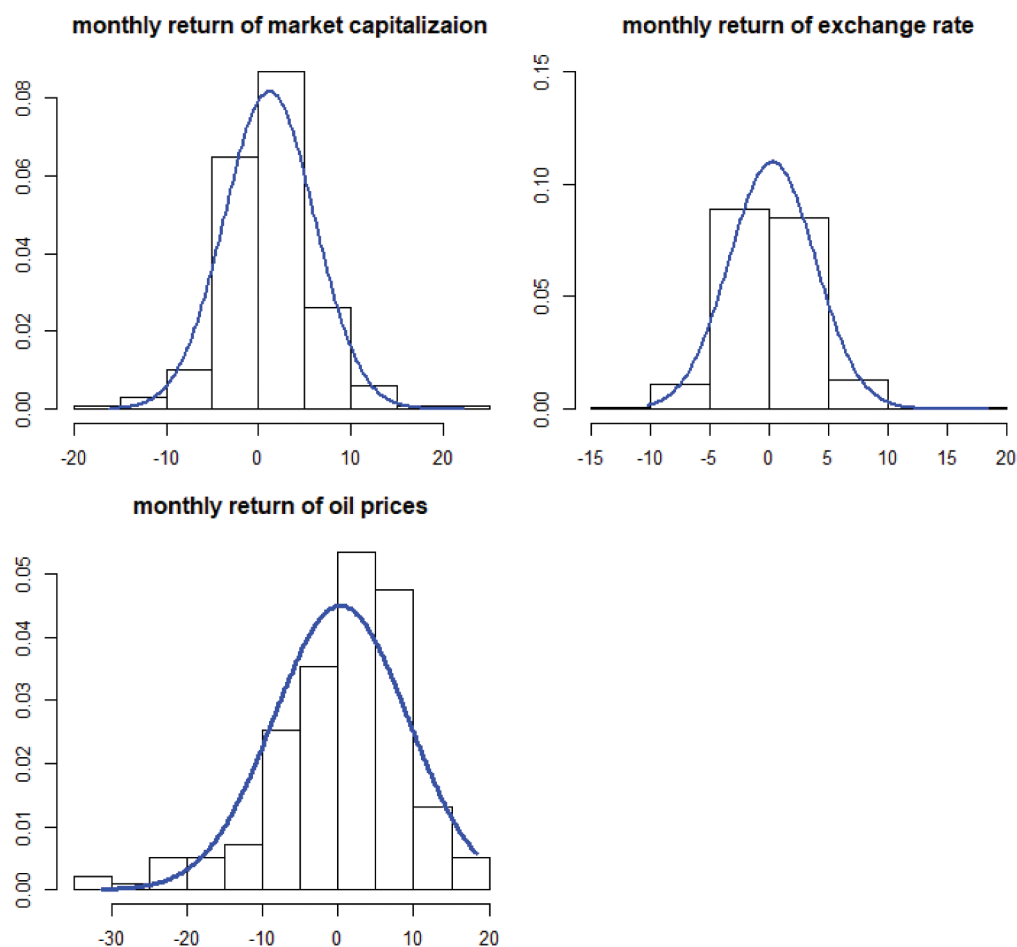 monthly return of market capitalizaion
0.00 0.02 0.04 0.06 0.08
-20 -10 0 10 20
monthly return of exchange rate
0.00 0.05 0.10 0.15
-15 -10 -5 0 5 10 15 20
monthly return of oil prices
0.00 0.01 0.02 0.03 0.04 0.05
-30 -20 -10 0 10 20